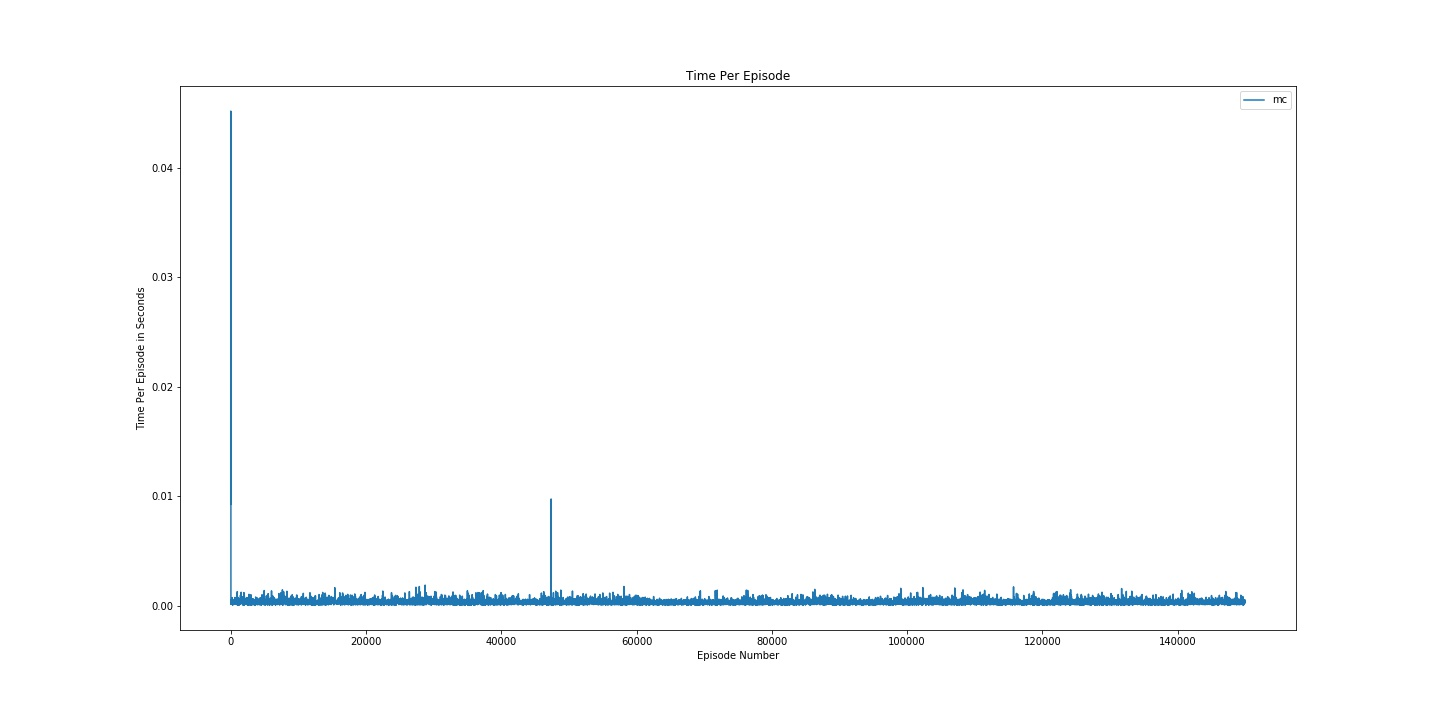 Time Per Episode
mc
0.04
0.03
0.02
0.01
0.00
Time Per Episode in Seconds
0 20000 40000 60000 80000 100000 120000 140000
Episode Number